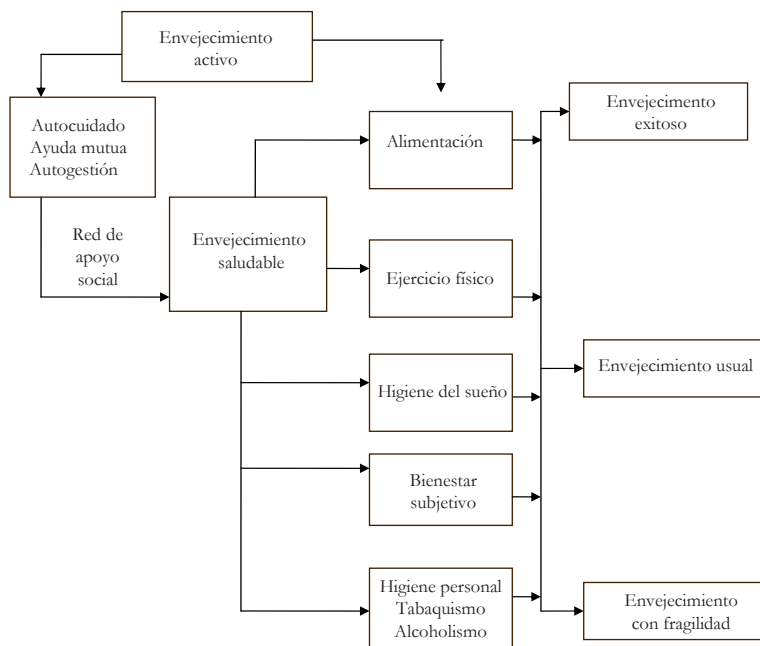 Envejecimiento
activo
Autocuidado
Ayuda mutua
Autogestión
Red de
apoyo
social
Envejecimiento
saludable
Alimentación
Ejercicio físico
Higiene del sueño
Bienestar
subjetivo
Higiene personal
Tabaquismo
Alcoholismo
Envejecimento
exitoso
Envejecimiento usual
Envejecimiento
con fragilidad